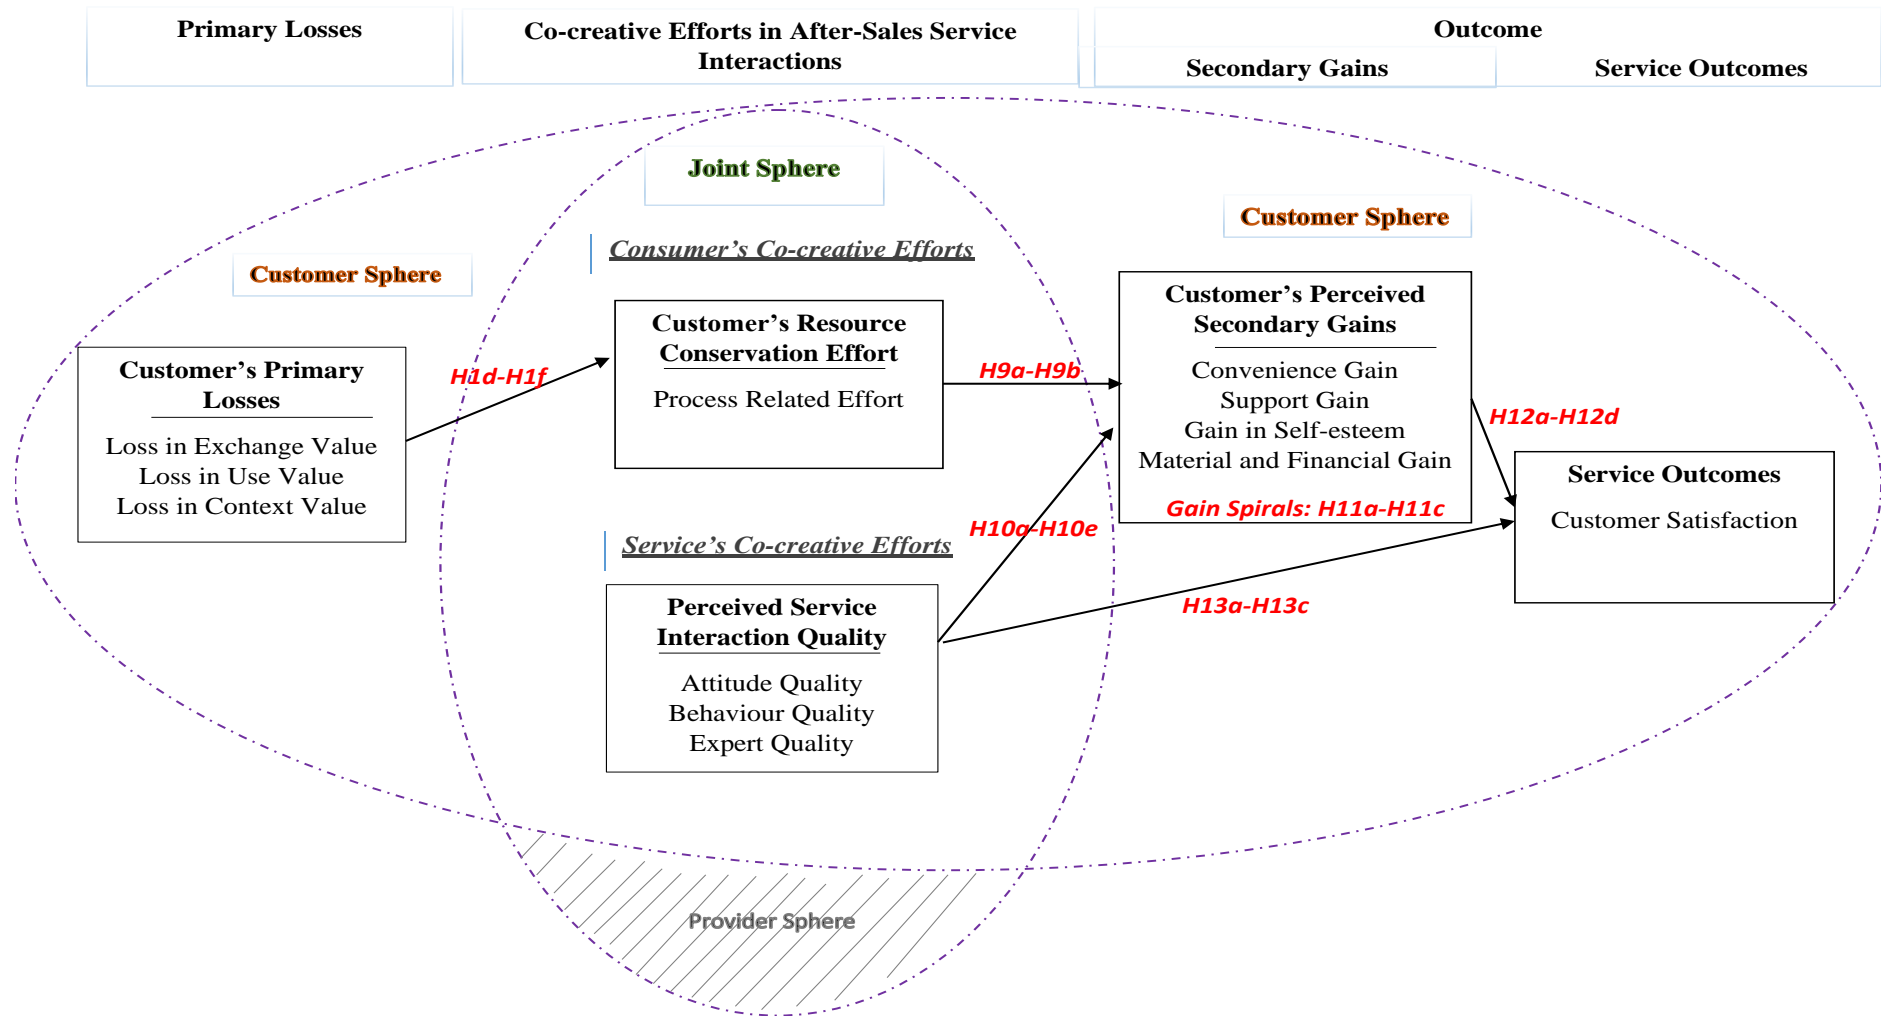 Primary Losses
Co-creative Efforts in After-Sales Service
Interactions
Outcome
Secondary Gains
Service Outcomes
Joint Sphere
Customer Sphere
Consumer’s Co-creative Efforts
Customer Sphere
Customer’s Primary
Losses
Loss in Exchange Value
Loss in Use Value
Loss in Context Value
H1d-H1f
Customer’s Resource
Conservation Effort
Process Related Effort
H9a-H9b
Customer’s Perceived
Secondary Gains
Convenience Gain
Support Gain
Gain in Self-esteem
Material and Financial Gain
Gain Spirals: H11a-H11c
H12a-H12d
Service Outcomes
Customer Satisfaction
H10a-H10e
Service’s Co-creative Efforts
Perceived Service
Interaction Quality
Attitude Quality
Behaviour Quality
Expert Quality
H13a-H13c
Provider Sphere